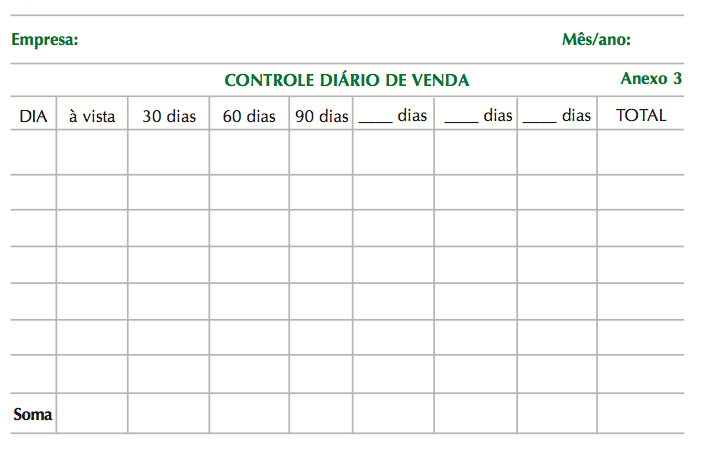 Empresa: Mês/ano:
CONTROLE DIÁRIO DE VENDA Anexo 3
DIA à vista 30 dias 60 dias 90 dias ____ dias ____ dias ____ dias TOTAL
Soma